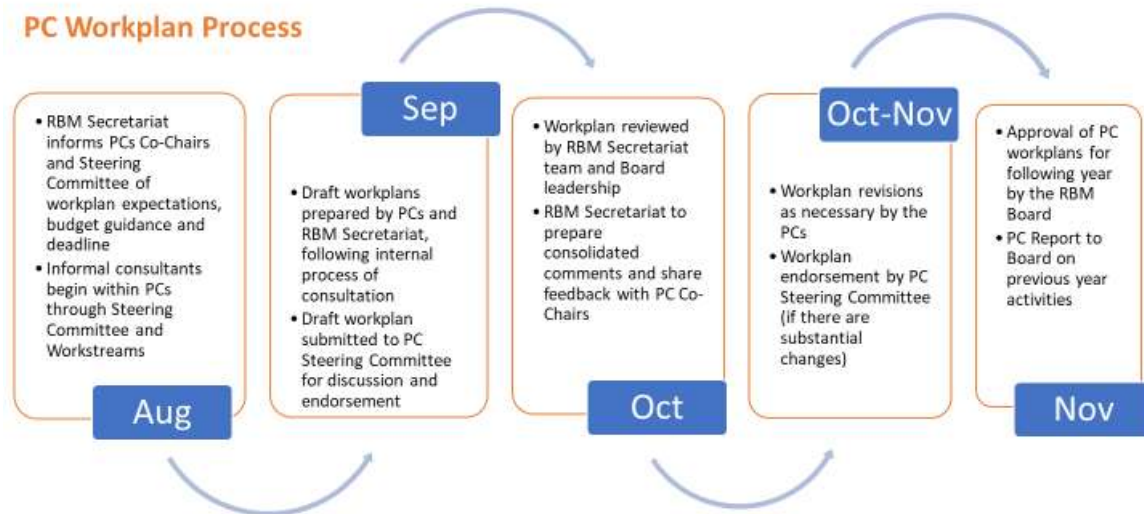 PC Workplan Process
• RBM Secretariat
informs PCs Co-Chairs
and Steering
Committee of
workplan expectations,
budget guidance and
deadline
• Informal consultants
begin within PCs
through Steering
Committee and
Workstreams
Aug
Sep
• Draft workplans
prepared by PCs and
RBM Secretariat,
following internal
process of
consultation
• Draft workplan
submitted to PC
Steering Committee
for discussion and
endorsement
• Workplan reviewed
by RBM Secretariat
team and Board
leadership
• RBM Secretariat to
prepare
consolidated
comments and share
feedback with PC Co-
Chairs
Oct
Oct-Nov
• Workplan revisions
as necessary by the
PCs
• Workplan
endorsement by PC
Steering Committee
(if there are
substantial
changes)
• Approval of PC
workplans for
following year
by the RBM
Board
• PC Report to
Board on
previous year
activities
Nov